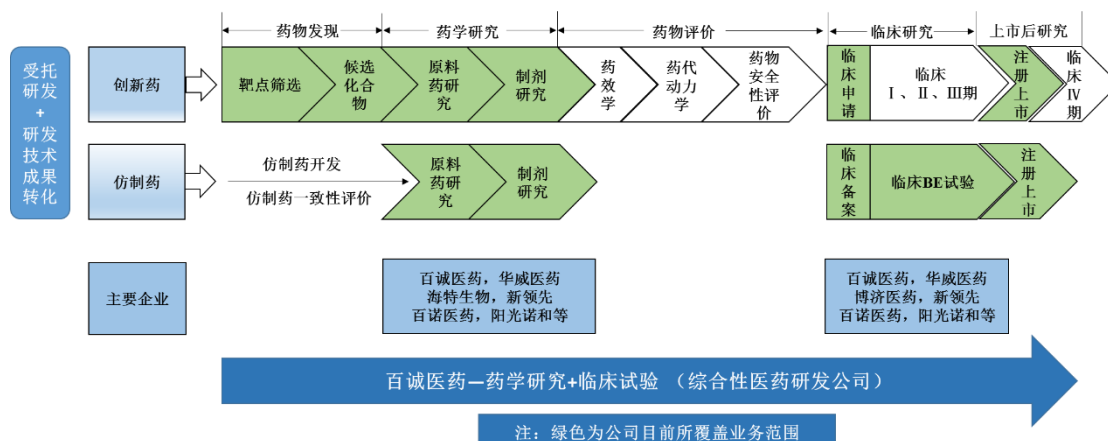 药物发现
药学研究
药物评价
临床研究
上市后研究
受托
研发
+
研发
技术
成果
转化
创新药
靶点筛选
候选
化合
物
原料
药研
究
制剂
研究
药
效
学
药代
动力
学
药物
安全
性评
价
临
床
申
请
临床
Ⅰ、Ⅱ、Ⅲ期
注
册
上
市
临
床
Ⅳ
期
仿制药
仿制药开发
仿制药一致性评价
原料
药研
究
制剂
研究
临
床
备
案
临床BE试验
注
册
上
市
主要企业
百诚医药，华威医药
海特生物，新领先
百诺医药，阳光诺和等
百诚医药，华威医药
博济医药，新领先
百诺医药，阳光诺和等
百诚医药—药学研究+临床试验 （综合性医药研发公司）
注：绿色为公司目前所覆盖业务范围